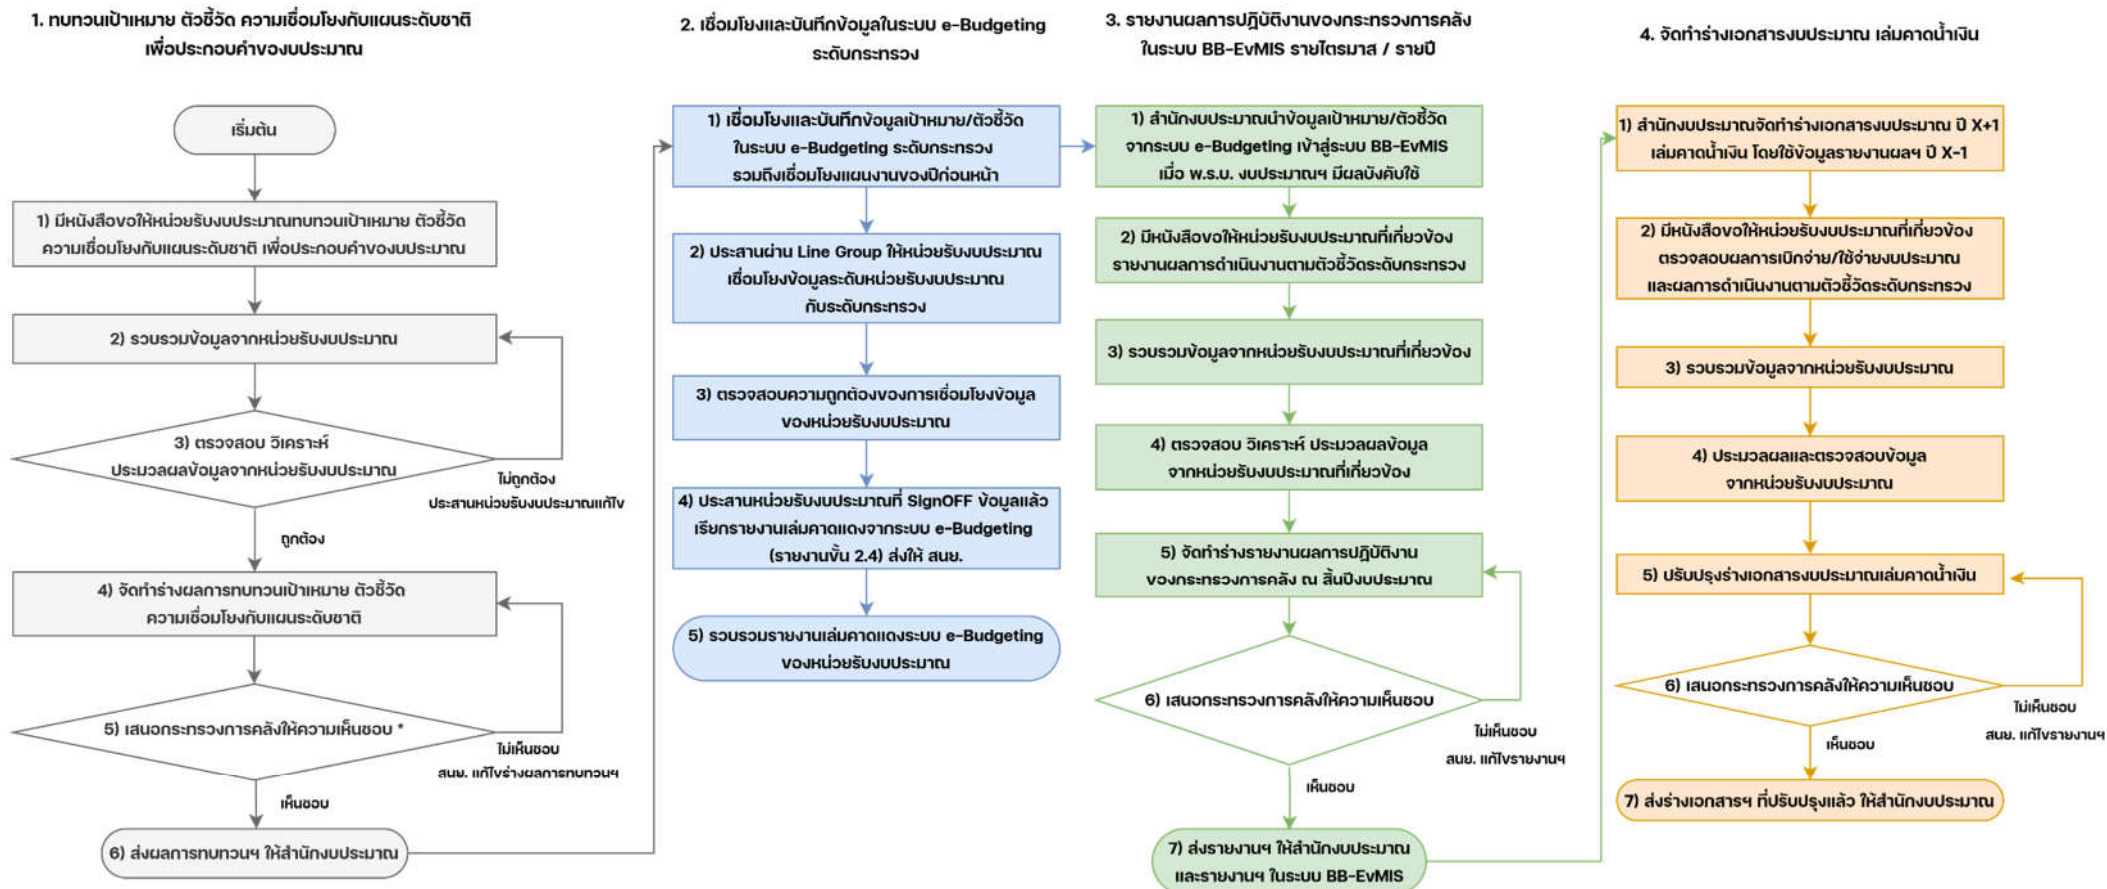 1. ทบทวนเป้าหมาย ตัวชี้วัด ความเชื่อมโยงกับแผนระดับชาติ
เพื่อประกอบคำของบประมาณ
เริ่มต้น
1) มีหนังสือขอให้หน่วยรับงบประมาณทบทวนเป้าหมาย ตัวชี้วัด
ความเชื่อมโยงกับแผนระดับชาติ เพื่อประกอบคำของบประมาณ
2) รวบรวมข้อมูลจากหน่วยรับงบประมาณ
3) ตรวจสอบ วิเคราะห์
ประมวลผลข้อมูลจากหน่วยรับงบประมาณ
ไม่ถูกต้อง
ประสานหน่วยรับงบประมาณแก้ไข
ถูกต้อง
4) จัดทำร่างผลการทบทวนเป้าหมาย ตัวชี้วัด
ความเชื่อมโยงกับแผนระดับชาติ
5) เสนอกระทรวงการคลังให้ความเห็นชอบ *
ไม่เห็นชอบ
สนย. แก้ไขร่างผลการทบทวนฯ
เห็นชอบ
6) ส่งผลการทบทวนฯ ให้สำนักงบประมาณ
2. เชื่อมโยงและบันทึกข้อมูลในระบบ e-Budgeting
ระดับกระทรวง
1) เชื่อมโยงและบันทึกข้อมูลเป้าหมาย/ตัวชี้วัด
ในระบบ e-Budgeting ระดับกระทรวง
รวมถึงเชื่อมโยงแผนงานของปีก่อนหน้า
2) ประสานผ่าน Line Group ให้หน่วยรับงบประมาณ
เชื่อมโยงข้อมูลระดับหน่วยรับงบประมาณ
กับระดับกระทรวง
3) ตรวจสอบความถูกต้องของการเชื่อมโยงข้อมูล
ของหน่วยรับงบประมาณ
4) ประสานหน่วยรับงบประมาณที่ SignOFF ข้อมูลแล้ว
เรียกรายงานเล่มคาดแดงจากระบบ e-Budgeting
(รายงานขั้น 2.4) ส่งให้ สนย.
5) รวบรวมรายงานเล่มคาดแดงระบบ e-Budgeting
ของหน่วยรับงบประมาณ
3. รายงานผลการปฏิบัติงานของกระทรวงการคลัง
ในระบบ BB-EvMIS รายไตรมาส / รายปี
1) สำนักงบประมาณนำข้อมูลเป้าหมาย/ตัวชี้วัด
จากระบบ e-Budgeting เข้าสู่ระบบ BB-EvMIS
เมื่อ พ.ร.บ. งบประมาณฯ มีผลบังคับใช้
2) มีหนังสือขอให้หน่วยรับงบประมาณที่เกี่ยวข้อง
รายงานผลการดำเนินงานตามตัวชี้วัดระดับกระทรวง
3) รวบรวมข้อมูลจากหน่วยรับงบประมาณที่เกี่ยวข้อง
4) ตรวจสอบ วิเคราะห์ ประมวลผลข้อมูล
จากหน่วยรับงบประมาณที่เกี่ยวข้อง
5) จัดทำร่างรายงานผลการปฏิบัติงาน
ของกระทรวงการคลัง ณ สิ้นปีงบประมาณ
6) เสนอกระทรวงการคลังให้ความเห็นชอบ
ไม่เห็นชอบ
สนย. แก้ไขรายงานฯ
เห็นชอบ
7) ส่งรายงานฯ ให้สำนักงบประมาณ
และรายงานฯ ในระบบ BB-EvMIS
4. จัดทำร่างเอกสารงบประมาณ เล่มคาดน้ำเงิน
1) สำนักงบประมาณจัดทำร่างเอกสารงบประมาณ ปี X+1
เล่มคาดน้ำเงิน โดยใช้ข้อมูลรายงานผลฯ ปี X-1
2) มีหนังสือขอให้หน่วยรับงบประมาณที่เกี่ยวข้อง
ตรวจสอบผลการเบิกจ่าย/ใช้จ่ายงบประมาณ
และผลการดำเนินงานตามตัวชี้วัดระดับกระทรวง
3) รวบรวมข้อมูลจากหน่วยรับงบประมาณ
4) ประมวลผลและตรวจสอบข้อมูล
จากหน่วยรับงบประมาณ
5) ปรับปรุงร่างเอกสารงบประมาณเล่มคาดน้ำเงิน
6) เสนอกระทรวงการคลังให้ความเห็นชอบ
ไม่เห็นชอบ
สนย. แก้ไขรายงานฯ
เห็นชอบ
7) ส่งร่างเอกสารฯ ที่ปรับปรุงแล้ว ให้สำนักงบประมาณ